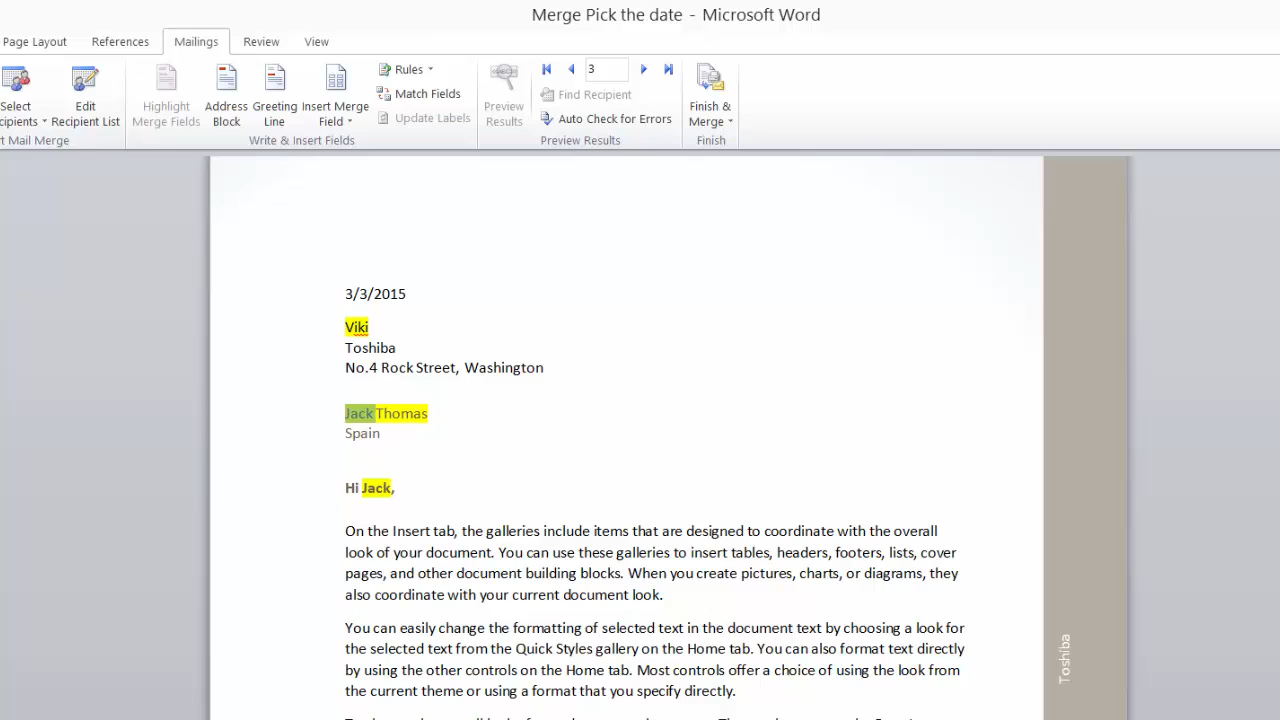 Merge Pick the date - Microsoft Word
Page Layout References Mailings Review View
Select
cipients
Edit
Recipient List
t Mail Merge
Highlight
Merge Fields
Address
Block
Greeting
Line
Insert Merge
Field
Rules
Match Fields
Update Labels
Write & Insert Fields
Preview
Results
3
Find Recipient
Auto Check for Errors
Preview Results
Finish &
Merge
Finish
3/3/2015
Viki
Toshiba
No.4 Rock Street, Washington
Jack Thomas
Spain
Hi Jack,
On the Insert tab, the galleries include items that are designed to coordinate with the overall
look of your document. You can use these galleries to insert tables, headers, footers, lists, cover
pages, and other document building blocks. When you create pictures, charts, or diagrams, they
also coordinate with your current document look.
You can easily change the formatting of selected text in the document text by choosing a look for
the selected text from the Quick Styles gallery on the Home tab. You can also format text directly
by using the other controls on the Home tab. Most controls offer a choice of using the look from
the current theme or using a format that you specify directly.
Toshiba